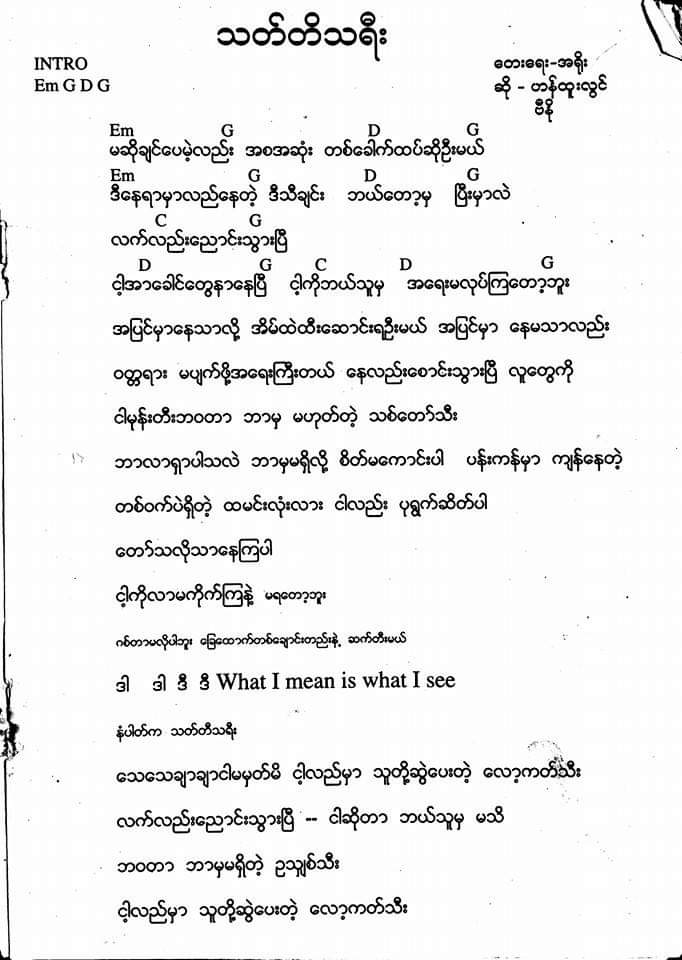 သတ်တိသရီး
INTRO
Em G D G
တေးရေး-အရိုး
ဆို - ဟန်ထူးလွင်
ဗီနို
Em G D G
မဆိုချင်ပေမဲ့လည်း အစအဆုံး တစ်ခေါက်ထပ်ဆိုဦးမယ်
Em G D G
ဒီနေရာမှာလည်နေတဲ့ ဒီသီချင်း ဘယ်တော့မှ ပြီးမှာလဲ
C G
လက်လည်းညောင်းသွားပြီ
D G C D G
ငါ့အာခေါင်တွေနာနေပြီ ငါ့ကိုဘယ်သူမှ အရေးမလုပ်ကြတော့ဘူး
အပြင်မှာနေသာလို့ အိမ်ထဲထီးဆောင်းရဦးမယ် အပြင်မှာ နေမသာလည်း
ဝတ္တရား မပျက်ဖို့အရေးကြီးတယ် နေလည်းစောင်းသွားပြီ လူတွေကို
ငါမုန်းတီးဘဝတာ ဘာမှ မဟုတ်တဲ့ သစ်တော်သီး
ဘာလာရှာပါသလဲ ဘာမှမရှိလို့ စိတ်မကောင်းပါ ပန်းကန်မှာ ကျန်နေတဲ့
တစ်ဝက်ပဲရှိတဲ့ ထမင်းလုံးလား ငါလည်း ပုရွက်ဆိတ်ပါ
တော်သလိုသာနေကြပါ
ငါ့ကိုလာမကိုက်ကြနဲ့ မရတော့ဘူး
ဂစ်တာမလိုပါဘူး ခြေထောက်တစ်ချောင်းတည်းနဲ့ ဆက်တီးမယ်
ဒါ ဒါ ဒီ ဒီ What I mean is what I see
နံပါတ်က သတ်တီသရီး
သေသေချာချာငါမမှတ်မိ ငါ့လည်မှာ သူတို့ဆွဲပေးတဲ့ လော့ကတ်သီး
လက်လည်းညောင်းသွားပြီ -- ငါဆိုတာ ဘယ်သူမှ မသိ
ဘဝတာ ဘာမှမရှိတဲ့ ဥသျှစ်သီး
ငါ့လည်မှာ သူတို့ဆွဲပေးတဲ့ လော့ကတ်သီး